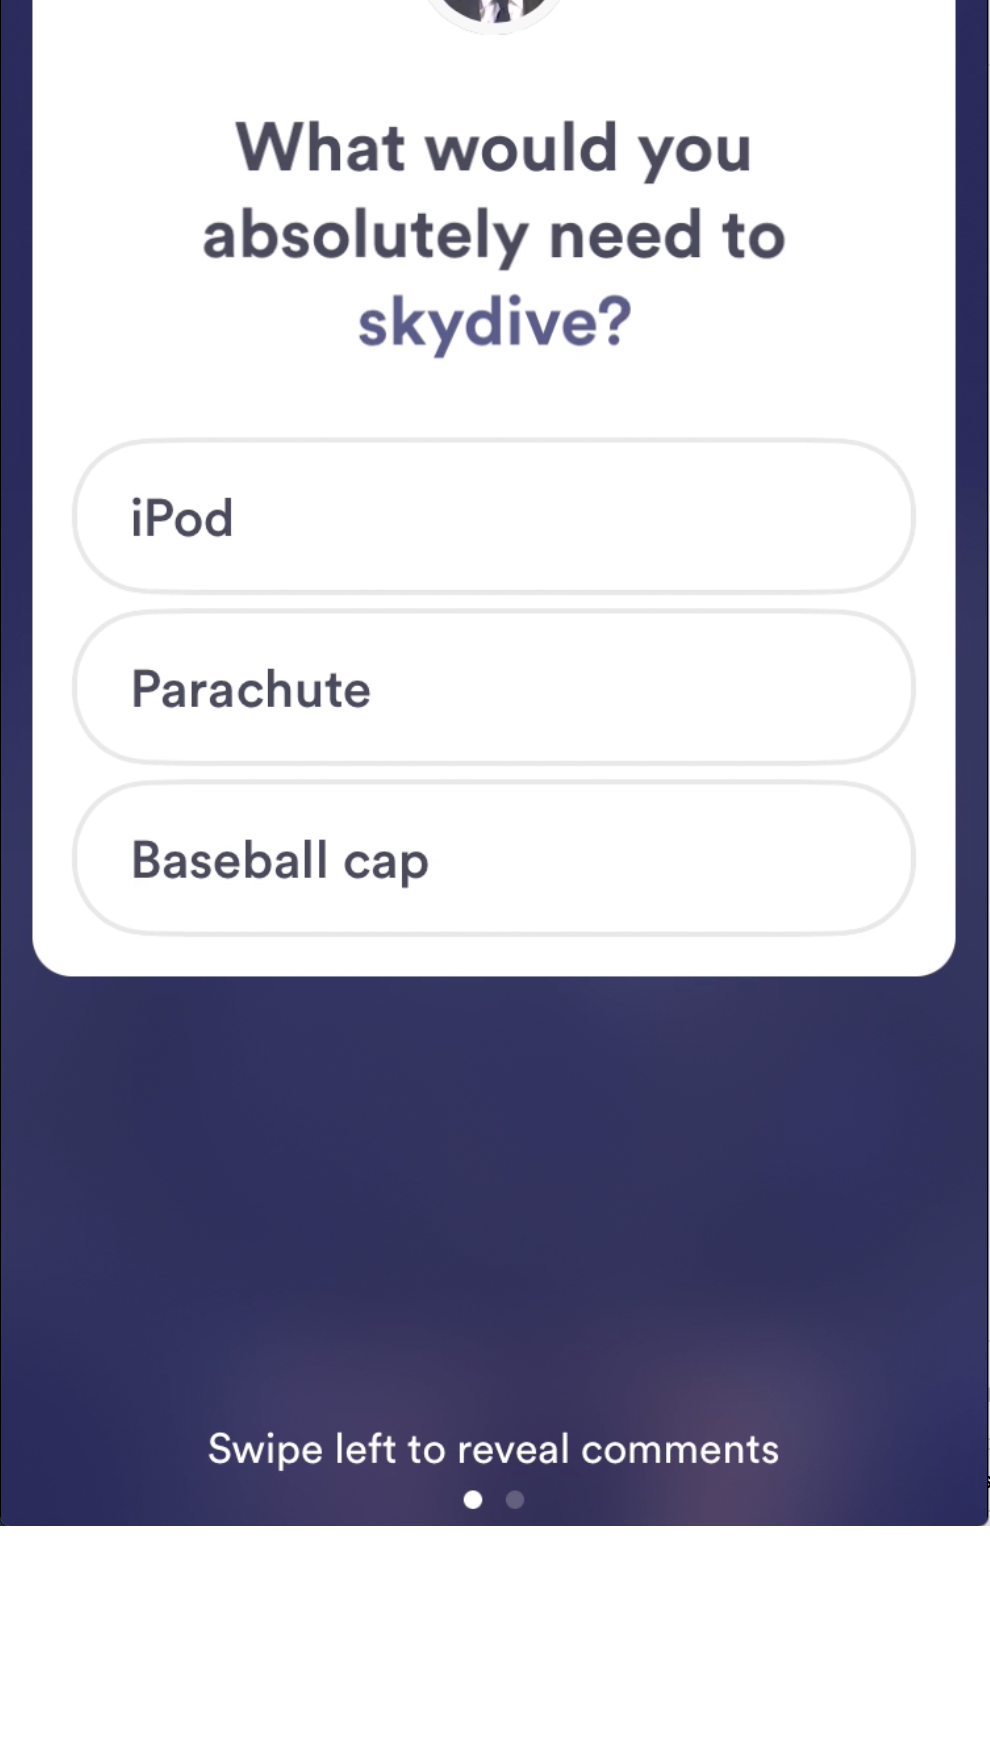 What would you
absolutely need to
skydive?
iPod
Parachute
Baseball cap
Swipe left to reveal comments